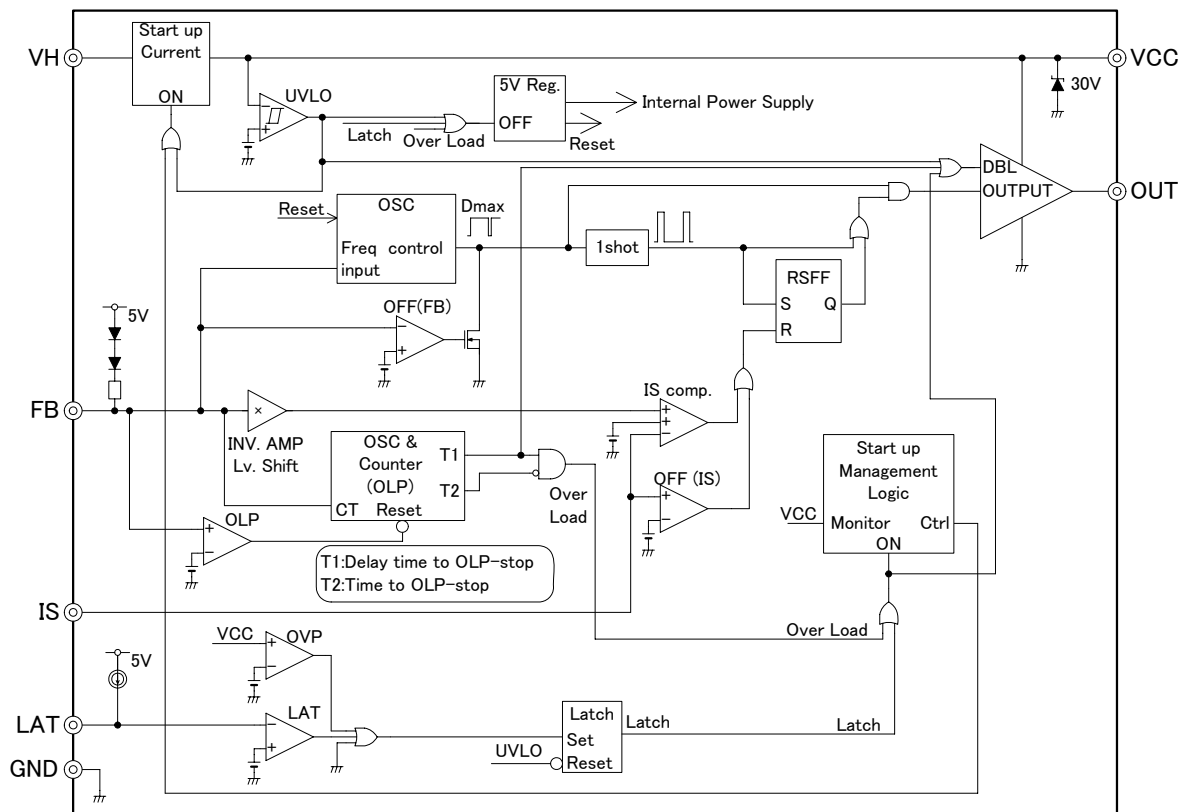 Start up
Current
ON
VH
VCC
30V
UVLO
5V Reg.
OFF
Internal Power Supply
Reset
Latch
Over Load
DBL
OUTPUT
OUT
Reset
OSC
Freq control
input
Dmax
1shot
RSFF
S
Q
R
5V
OFF(FB)
−
+
FB
×
INV. AMP
Lv. Shift
IS comp.
+
+
−
OSC &
Counter
(OLP)
T1
T2
CT
Reset
Over
Load
OFF (IS)
+
−
Start up
Management
Logic
VCC
Monitor
Ctrl
ON
OLP
+
−
T1:Delay time to OLP-stop
T2:Time to OLP-stop
IS
Over Load
VCC
+
−
OVP
5V
LAT
−
+
LAT
Latch
Set
Reset
UVLO
Latch
Latch
GND